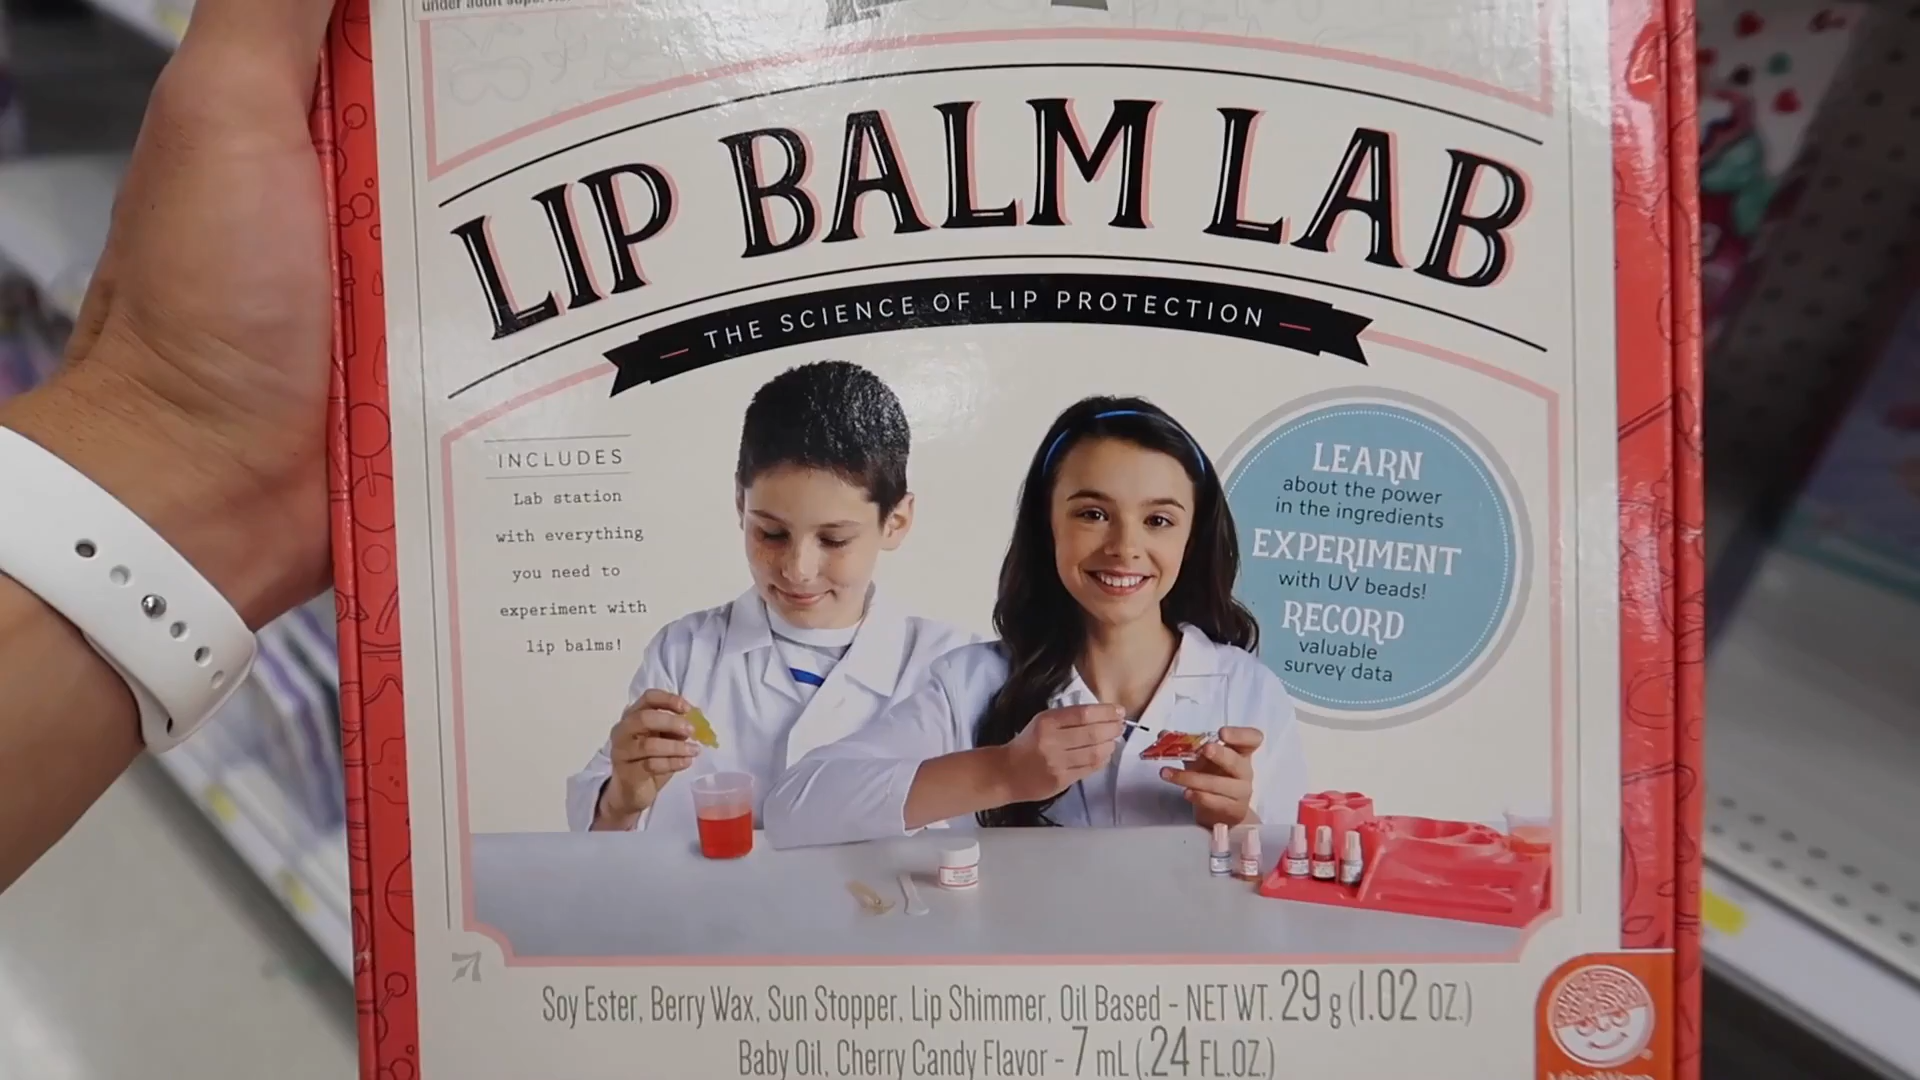 LIP BALM LAB
THE SCIENCE OF LIP PROTECTION
INCLUDES
Lab station
with everything
you need to
experiment with
lip balms!
LEARN
about the power
in the ingredients
EXPERIMENT
with UV beads!
RECORD
valuable
survey data
Soy Ester, Berry Wax, Sun Stopper, Lip Shimmer, Oil Based - NET WT. 29 g (1.02 OZ.)
Baby Oil, Cherry Candy Flavor - 7 mL (.24 FL.OZ.)